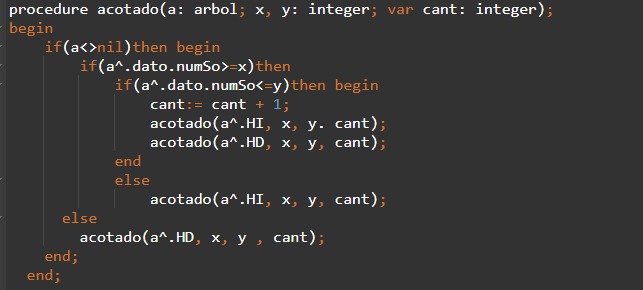 procedure acotado(a: arbol; x, y: integer; var cant: integer);
begin
if(a<>nil)then begin
if(a^.dato.numSo>=x)then
if(a^.dato.numSo<=y)then begin
cant:= cant + 1;
acotado(a^.HI, x, y. cant);
acotado(a^.HD, x, y, cant);
end
else
acotado(a^.HI, x, y, cant);
else
acotado(a^.HD, x, y , cant);
end;
end;